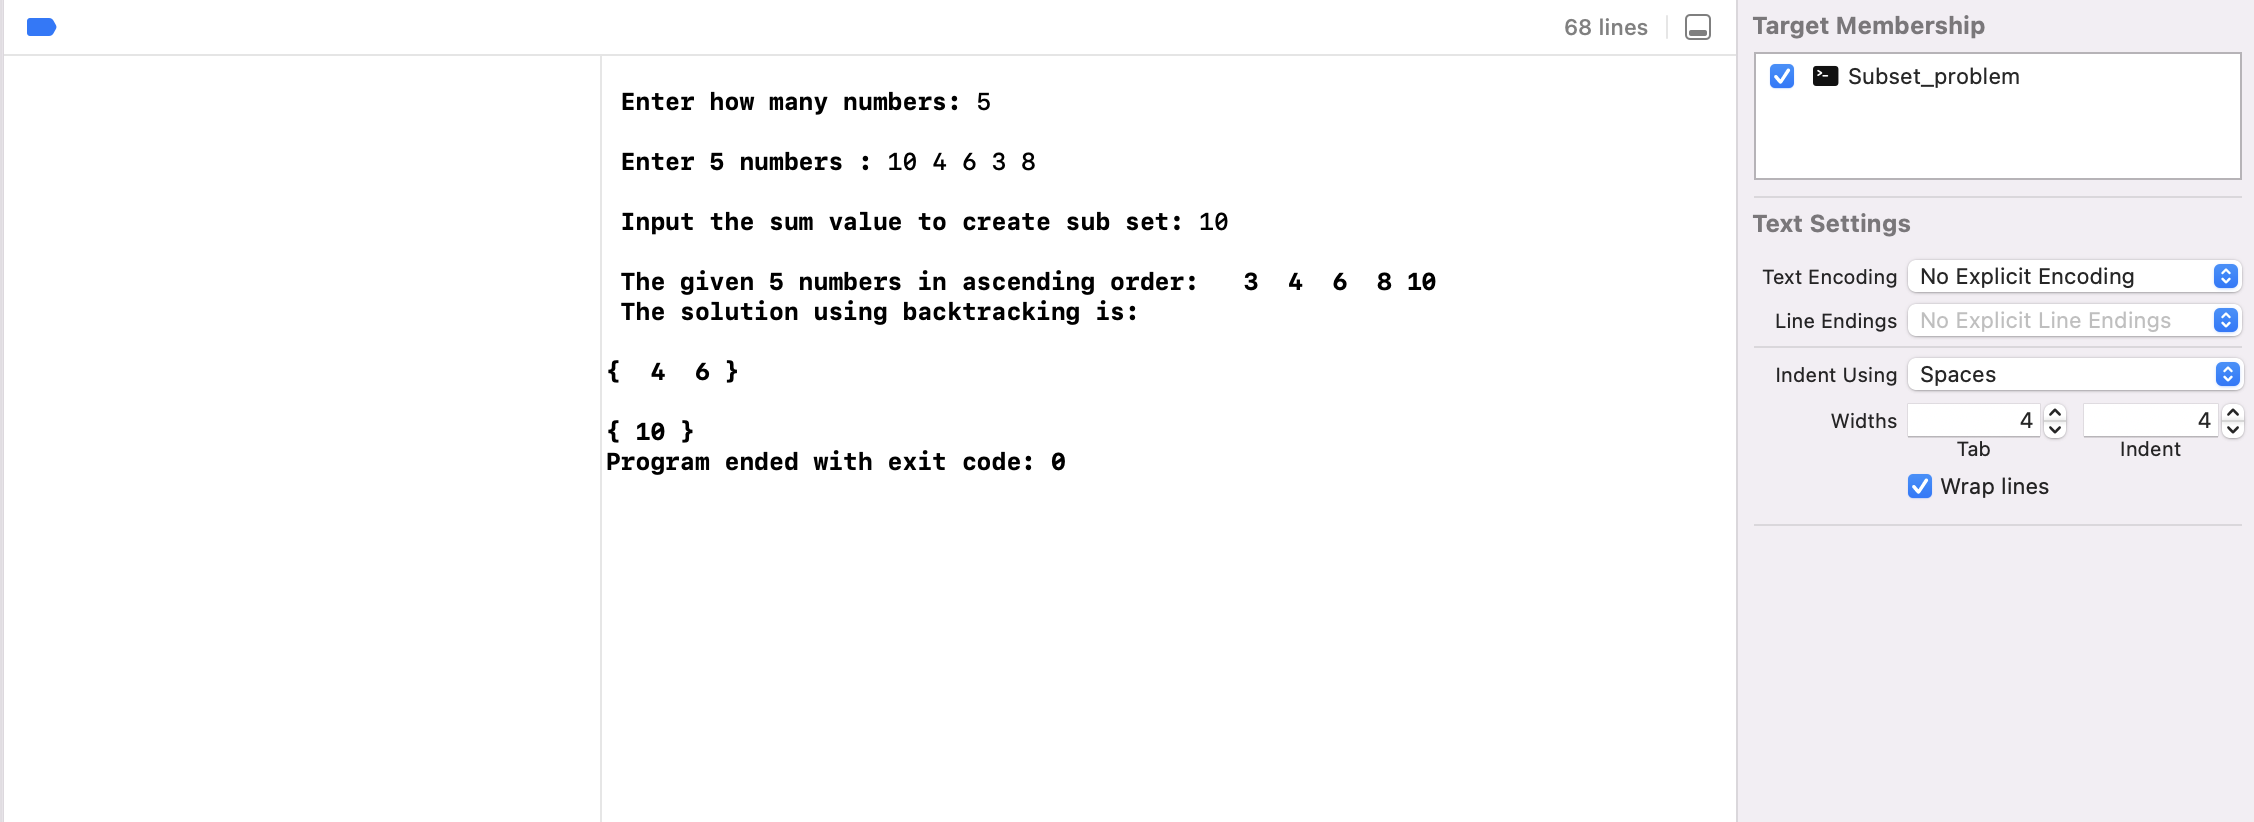 68 lines
Enter how many numbers: 5
Enter 5 numbers : 10 4 6 3 8
Input the sum value to create sub set: 10
The given 5 numbers in ascending order:   3  4  6  8 10
The solution using backtracking is:
{  4  6 }
{ 10 }
Program ended with exit code: 0
Target Membership
Subset_problem
Text Settings
Text Encoding No Explicit Encoding
Line Endings No Explicit Line Endings
Indent Using Spaces
Widths 4 4
Tab Indent
Wrap lines